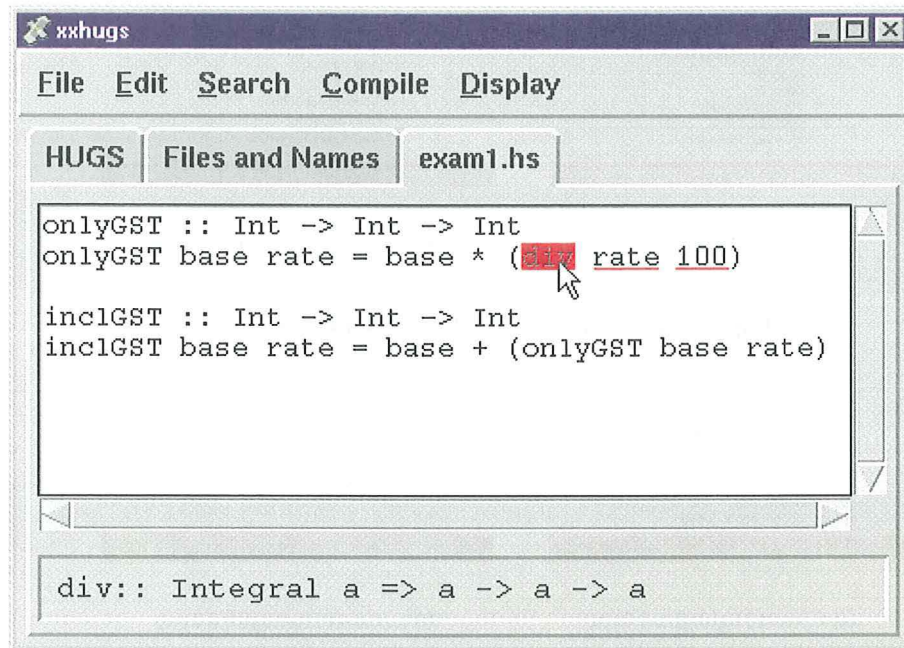 xxhugs
File Edit Search Compile Display
HUGS Files and Names exam1.hs
onlyGST :: Int -> Int -> Int
onlyGST base rate = base * (div rate 100)
inclGST :: Int -> Int -> Int
inclGST base rate = base + (onlyGST base rate)
div:: Integral a => a -> a -> a